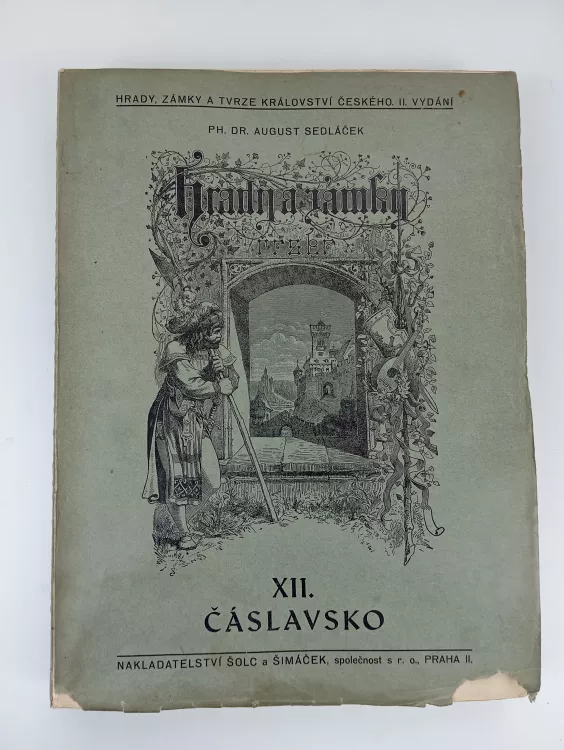 HRADY, ZÁMKY A TVRZE KRÁLOVSTVÍ ČESKÉHO. II. VYDÁNÍ
PH. DR. AUGUST SEDLÁČEK
Hrady a zámky
XII.
ČÁSLAVSKO
NAKLADATELSTVÍ ŠOLC a ŠIMÁČEK, společnost s r. o., PRAHA II.